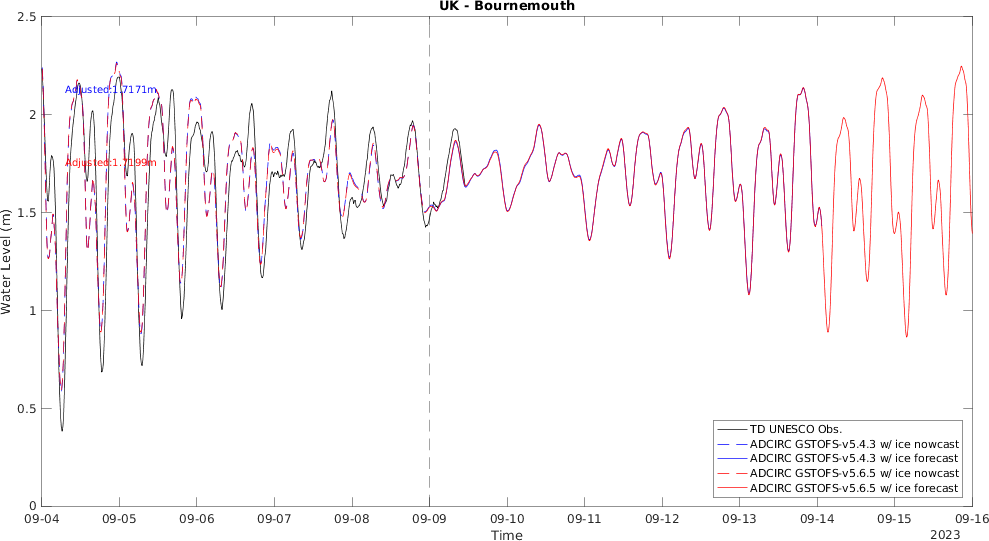 UK - Bournemouth
2.5
2
1.5
1
0.5
0
Water Level (m)
Adjusted:1.7171m
Adjusted:1.7199m
TD UNESCO Obs.
ADCIRC GSTOFS-v5.4.3 w/ ice nowcast
ADCIRC GSTOFS-v5.4.3 w/ ice forecast
ADCIRC GSTOFS-v5.6.5 w/ ice nowcast
ADCIRC GSTOFS-v5.6.5 w/ ice forecast
09-04 09-05 09-06 09-07 09-08 09-09 09-10 09-11 09-12 09-13 09-14 09-15 09-16
Time
2023